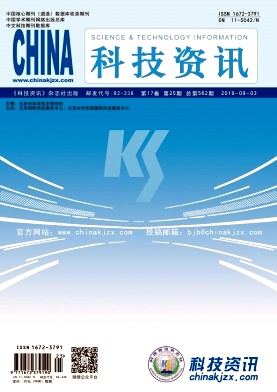 中国核心期刊（遴选）数据库收录期刊
中国学术期刊网络出版总库
中文科技期刊数据库
ISSN 1672-3791
CN 11-5042/N
CHINA
www.chinakjzx.com
SCIENCE & TECHNOLOGY INFORMATION
科技资讯
《科技资讯》杂志社出版 邮发代号:82-238 第17卷 第25期 总第562期 2019-09-03
KS
官方网站：www.chinakjzx.com 投稿邮箱：bjb@chinakjzx.com
ISSN 1672-3791
9 771672 379190
科技资讯
chinakjzx.com